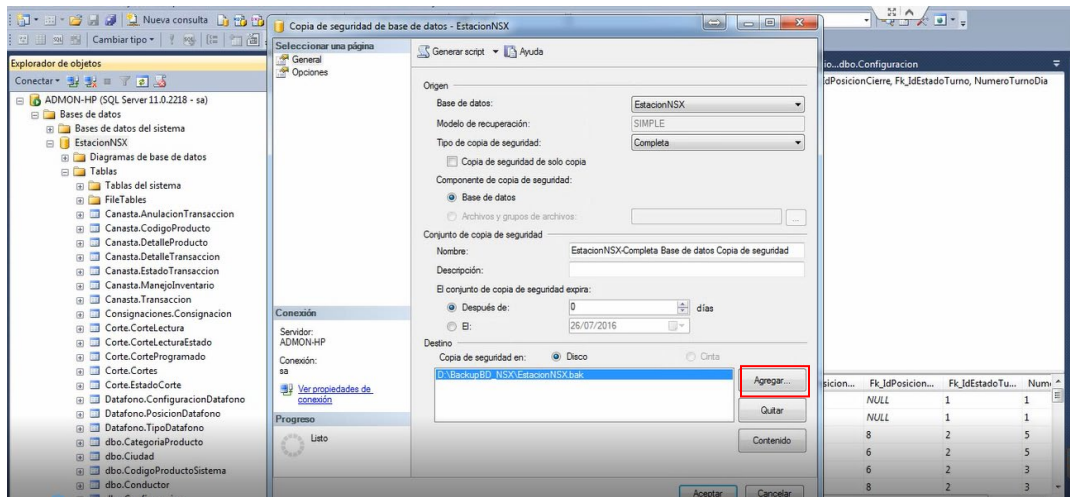 Nueva consulta
Cambiar tipo
Explorador de objetos
Conectar
ADMON-HP (SQL Server 11.0.2218 - sa)
Bases de datos
Bases de datos del sistema
EstacionNSX
Diagramas de base de datos
Tablas
Tablas del sistema
FileTables
Canasta.AnulacionTransaccion
Canasta.CodigoProducto
Canasta.DetalleProducto
Canasta.DetalleTransaccion
Canasta.EstadoTransaccion
Canasta.ManejoInventario
Canasta.Transaccion
Consignaciones.Consignacion
Corte.CorteLectura
Corte.CorteLecturaEstado
Corte.CorteProgramado
Corte.Cortes
Corte.EstadoCorte
Datafono.ConfiguracionDatafono
Datafono.PosicionDatafono
Datafono.TipoDatafono
dbo.CategoriaProducto
dbo.Ciudad
dbo.CodigoProductoSistema
dbo.Conductor
Copia de seguridad de base de datos - EstacionNSX
Seleccionar una página
General
Opciones
Conexión
Servidor:
ADMON-HP
Conexión:
sa
Ver propiedades de
conexión
Progreso
Listo
Generar script
Ayuda
Origen
Base de datos:
EstacionNSX
Modelo de recuperación:
SIMPLE
Tipo de copia de seguridad:
Completa
Copia de seguridad de solo copia
Componente de copia de seguridad:
Base de datos
Archivos y grupos de archivos:
...
Conjunto de copia de seguridad
Nombre:
EstacionNSX-Completa Base de datos Copia de seguridad
Descripción:
El conjunto de copia de seguridad expira:
Después de:
0
días
El:
26/07/2016
Destino
Copia de seguridad en:
Disco
Cinta
D:\BackupBD_NSX\EstacionNSX.bak
Agregar...
Quitar
Contenido
Aceptar
Cancelar
io...dbo.Configuracion
dPosicionCierre, Fk_IdEstadoTurno, NumeroTurnoDia
sicion... Fk_IdPosicion... Fk_IdEstadoTu... Nume
NULL 1 1
NULL 1 1
8 2 5
6 2 5
6 2 3
8 2 3